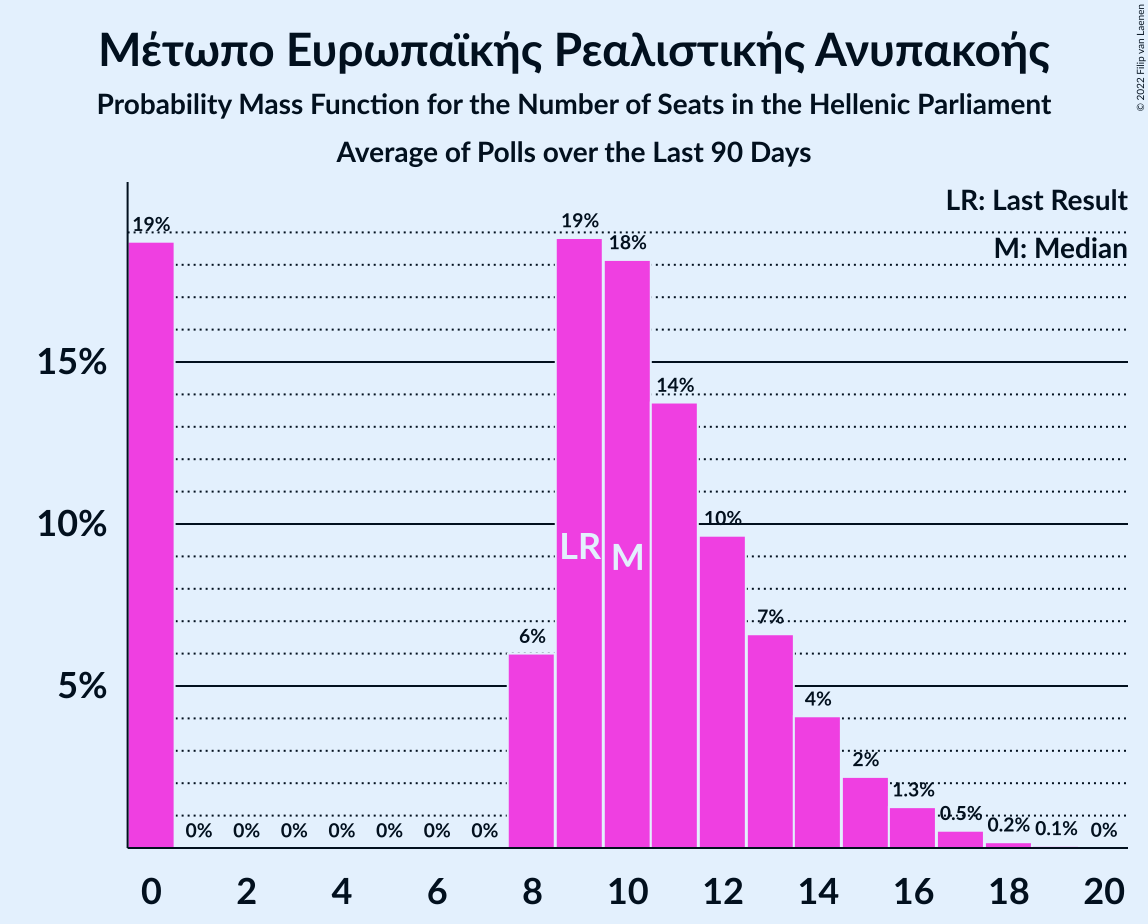 Μέτωπο Ευρωπαϊκής Ρεαλιστικής Ανυπακοής
Probability Mass Function for the Number of Seats in the Hellenic Parliament
Average of Polls over the Last 90 Days
© 2022 Filip van Laenen
LR: Last Result
M: Median
19%
0%
0%
0%
0%
0%
0%
0%
6%
19%
18%
14%
10%
7%
4%
2%
1.3%
0.5%
0.2%
0.1%
0%
LR
M
15%
10%
5%
0 2 4 6 8 10 12 14 16 18 20